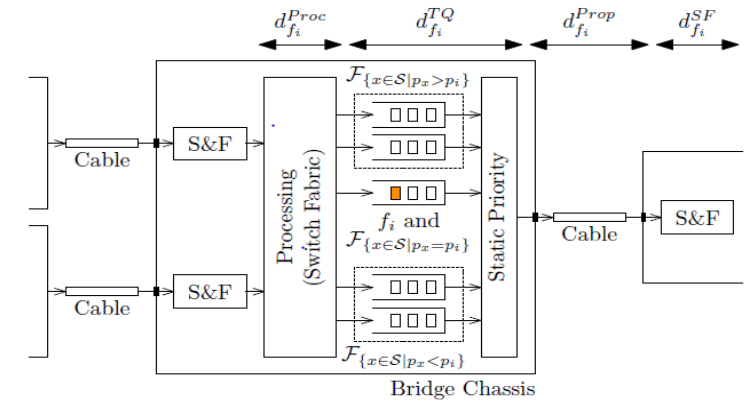 d_{f_i}^{Proc} d_{f_i}^{TQ} d_{f_i}^{Prop} d_{f_i}^{SF}
F_{\{x∈S|p_x>p_i\}}
S&F
Cable
Processing
(Switch Fabric)
f_i and
F_{\{x∈S|p_x=p_i\}}
Static Priority
Cable
S&F
S&F
Cable
F_{\{x∈S|p_x<p_i\}}
Bridge Chassis